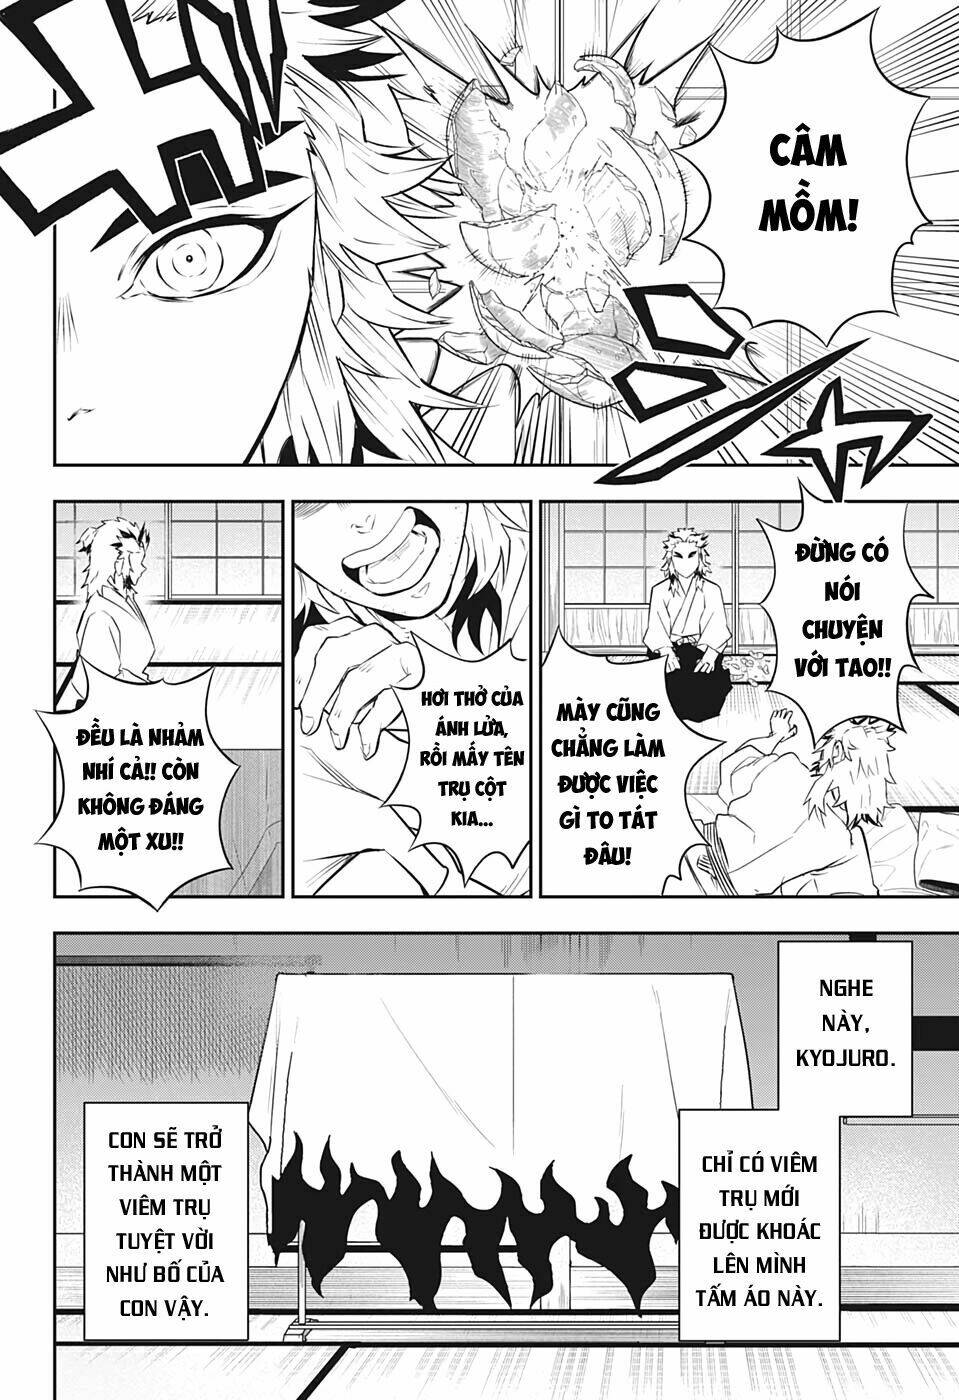 CÂM
MỒM!
ガシャ
ĐỪNG CÓ
NÓI
CHUYỆN
VỚI TAO!!
MÀY CŨNG
CHẲNG LÀM
ĐƯỢC VIỆC
GÌ TO TÁT
ĐÂU!
HƠI THỞ CỦA
ÁNH LỬA,
RỒI MẤY TÊN
TRỤ CỘT
KIA...
ĐỀU LÀ NHẢM
NHÍ CẢ!! CÒN
KHÔNG ĐÁNG
MỘT XU!!
NGHE
NÀY,
KYOJURO.
CHỈ CÓ VIÊM
TRỤ MỚI
ĐƯỢC KHOÁC
LÊN MÌNH
TẤM ÁO NÀY.
CON SẼ TRỞ
THÀNH MỘT
VIÊM TRỤ
TUYỆT VỜI
NHƯ BỐ CỦA
CON VẬY.